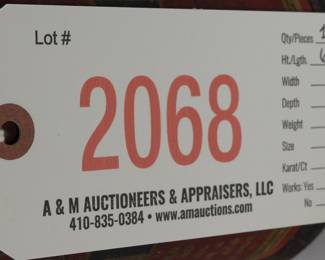 Lot #
2068
A & M AUCTIONEERS & APPRAISERS, LLC
410-835-0384 • www.amauctions.com
Qty/Pieces
Ht./Lgth.
Width
Depth
Weight
Size
Karat/Ct
Works: Yes
No